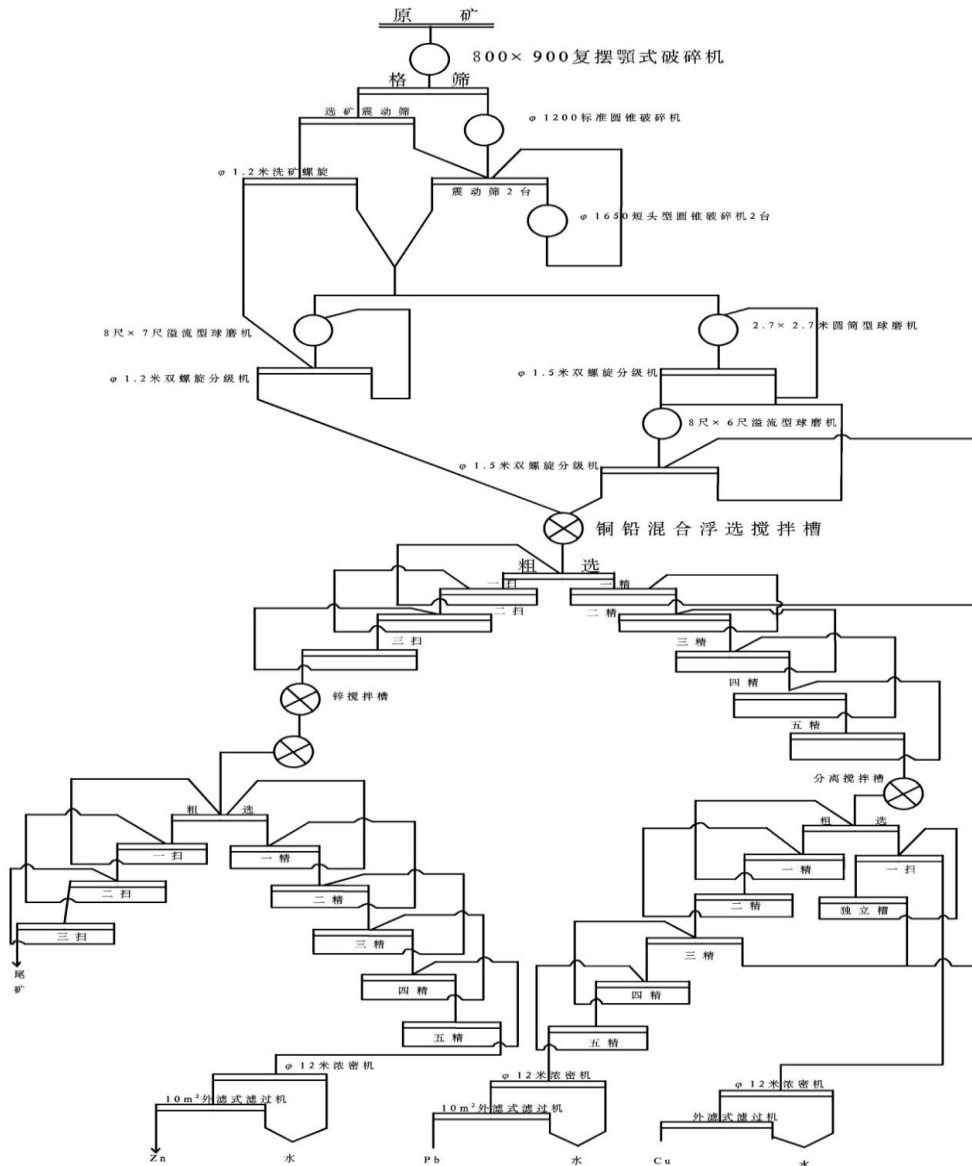 原 矿
800×900复摆颚式破碎机
格 筛
选矿震动筛
φ1200标准圆锥破碎机
φ1.2米洗矿螺旋
震动筛2台
φ1650短头型圆锥破碎机2台
8尺×7尺溢流型球磨机
2.7×2.7米圆筒型球磨机
φ1.2米双螺旋分级机
φ1.5米双螺旋分级机
8尺×6尺溢流型球磨机
φ1.5米双螺旋分级机
铜铅混合浮选搅拌槽
粗 选
一扫
一精
二扫
二精
三扫
三精
四精
锌搅拌槽
五精
分离搅拌槽
粗 选
粗 选
一扫
一精
一精
一扫
二扫
二精
二精
独立槽
三扫
三精
三精
尾矿
四精
四精
五精
五精
φ12米浓密机
φ12米浓密机
φ12米浓密机
10m²外滤式滤过机
10m²外滤式滤过机
外滤式滤过机
Zn
水
Pb
水
Cu
水